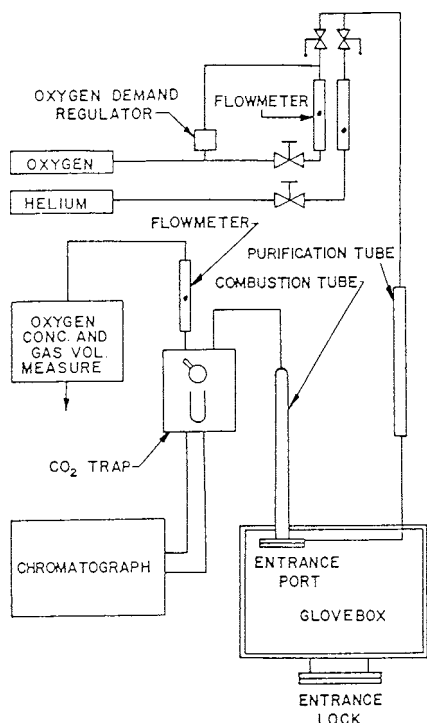 OXYGEN DEMAND
REGULATOR
FLOWMETER
OXYGEN
HELIUM
FLOWMETER
PURIFICATION TUBE
COMBUSTION TUBE
OXYGEN
CONC. AND
GAS VOL.
MEASURE
CO₂ TRAP
CHROMATOGRAPH
ENTRANCE
PORT
GLOVEBOX
ENTRANCE
LOCK